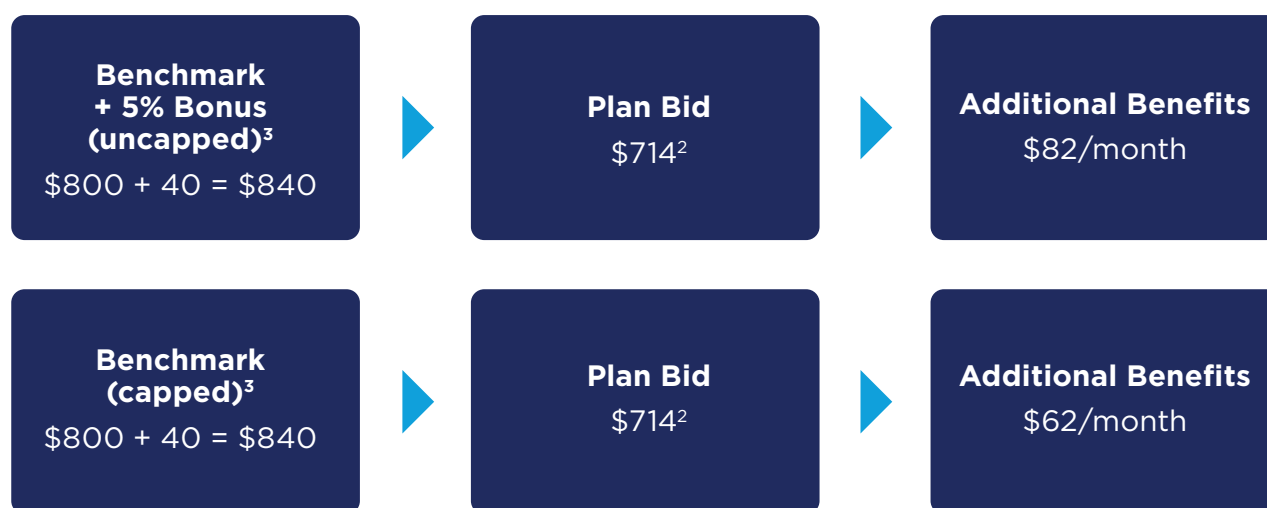 Benchmark
+ 5% Bonus
(uncapped)³
$800 + 40 = $840
Plan Bid
$714²
Additional Benefits
$82/month
Benchmark
(capped)³
$800 + 40 = $840
Plan Bid
$714²
Additional Benefits
$62/month